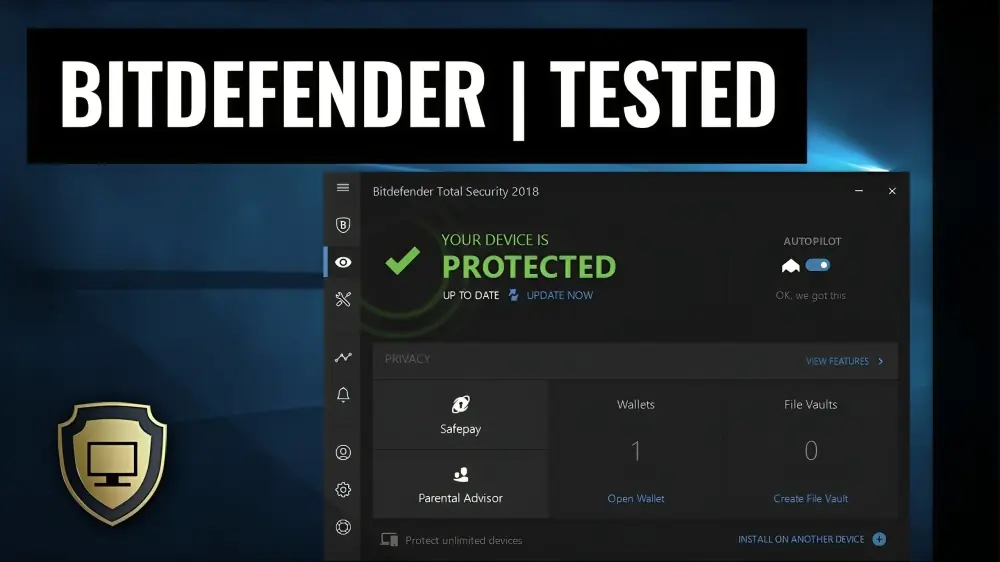 BITDEFENDER | TESTED
Bitdefender Total Security 2018
B
YOUR DEVICE IS
PROTECTED
UP TO DATE UPDATE NOW
AUTOPILOT
OK, we got this
PRIVACY
VIEW FEATURES
Safepay
Parental Advisor
Wallets
1
Open Wallet
File Vaults
0
Create File Vault
Protect unlimited devices
INSTALL ON ANOTHER DEVICE